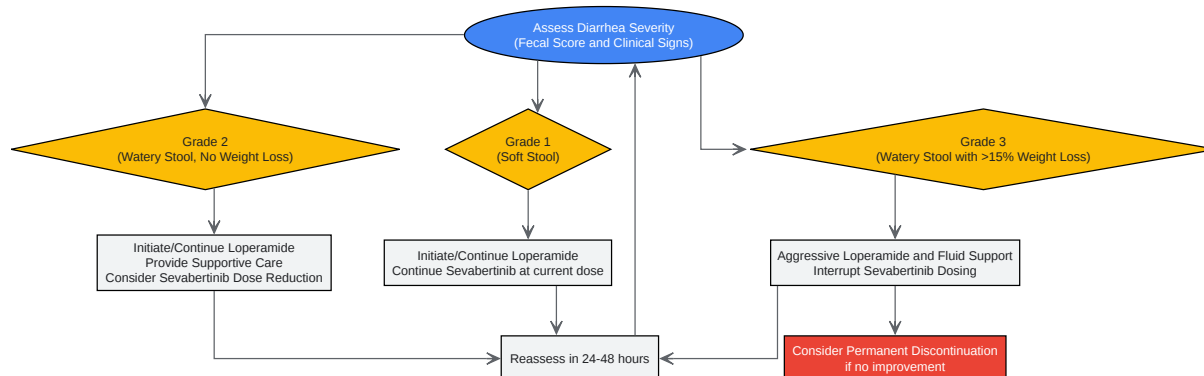 Assess Diarrhea Severity
(Fecal Score and Clinical Signs)
Grade 2
(Watery Stool, No Weight Loss)
Grade 1
(Soft Stool)
Grade 3
(Watery Stool with >15% Weight Loss)
Initiate/Continue Loperamide
Provide Supportive Care
Consider Sevabertinib Dose Reduction
Initiate/Continue Loperamide
Continue Sevabertinib at current dose
Aggressive Loperamide and Fluid Support
Interrupt Sevabertinib Dosing
Reassess in 24-48 hours
Consider Permanent Discontinuation
if no improvement